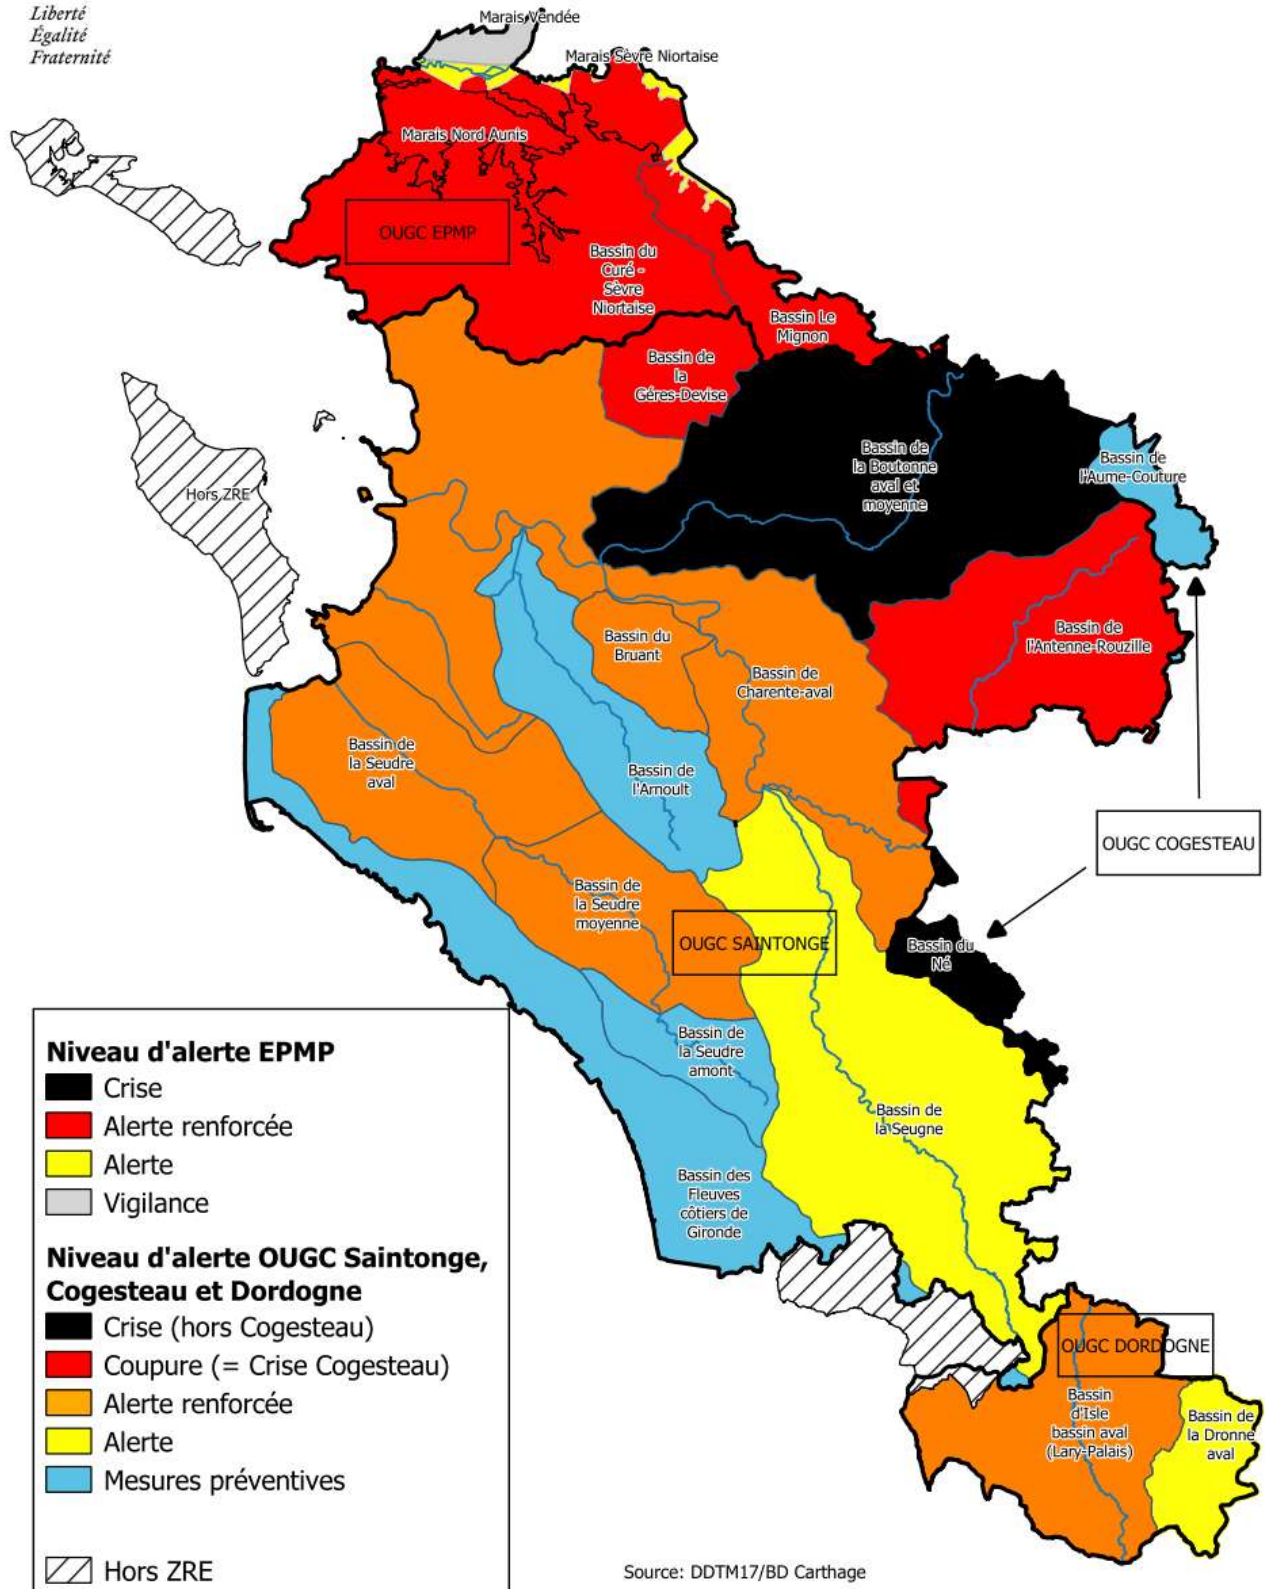 Liberté
Égalité
Fraternité
Marais Vendée
Marais Sèvre Niortaise
Marais Nord Aunis
OUGC EPMP
Bassin du
Curé -
Sèvre
Niortaise
Bassin Le
Mignon
Bassin de
la
Géres-Devise
Bassin de
la Boutonne
aval et
moyenne
Bassin de
l'Aume-Couture
Hors ZRE
Bassin du
Bruant
Bassin de
l'Antenne-Rouzille
Bassin de
Charente-aval
Bassin de
la Seudre
aval
Bassin de
l'Arnoult
OUGC COGESTEAU
Bassin de
la Seudre
moyenne
OUGC SAINTONGE
Bassin du
Né
Bassin de
la Seudre
amont
Bassin de
la Seugne
Bassin des
Fleuves
côtiers de
Gironde
OUGC DORDOGNE
Bassin
d'Isle
bassin aval
(Lary-Palais)
Bassin de
la Dronne
aval
Niveau d'alerte EPMP
Crise
Alerte renforcée
Alerte
Vigilance
Niveau d'alerte OUGC Saintonge,
Cogesteau et Dordogne
Crise (hors Cogesteau)
Coupure (= Crise Cogesteau)
Alerte renforcée
Alerte
Mesures préventives
Hors ZRE
Source: DDTM17/BD Carthage